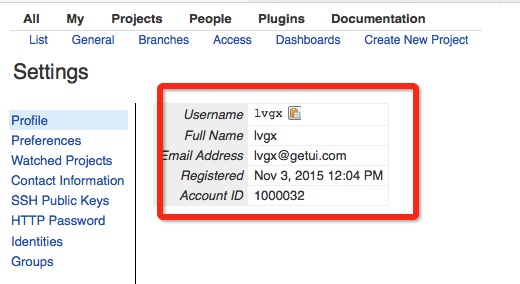 All My Projects People Plugins Documentation
List General Branches Access Dashboards Create New Project
Settings
Profile
Preferences
Watched Projects
Contact Information
SSH Public Keys
HTTP Password
Identities
Groups
Username lvgx
Full Name lvgx
Email Address lvgx@getui.com
Registered Nov 3, 2015 12:04 PM
Account ID 1000032